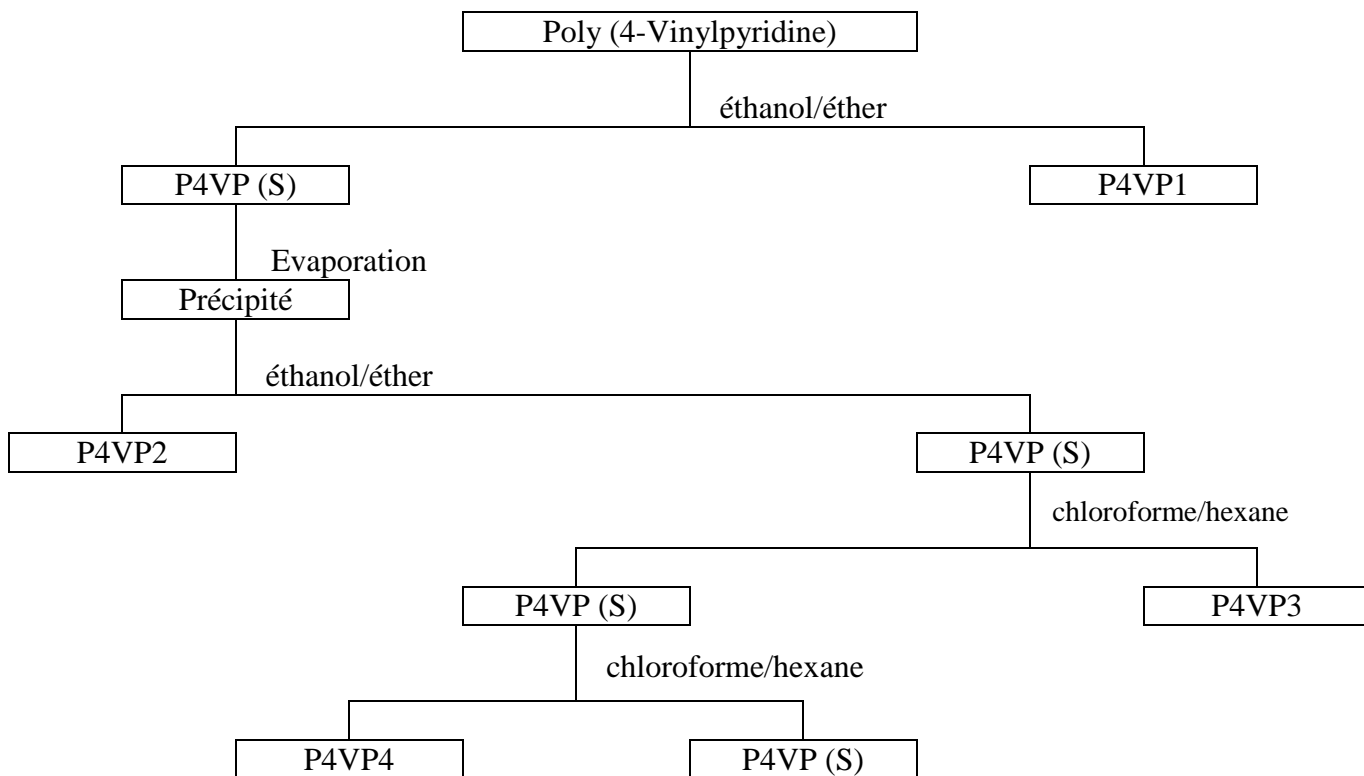 Poly (4-Vinylpyridine)
éthanol/éther
P4VP (S)
P4VP1
Evaporation
Précipité
éthanol/éther
P4VP2
P4VP (S)
chloroforme/hexane
P4VP (S)
P4VP3
chloroforme/hexane
P4VP4
P4VP (S)